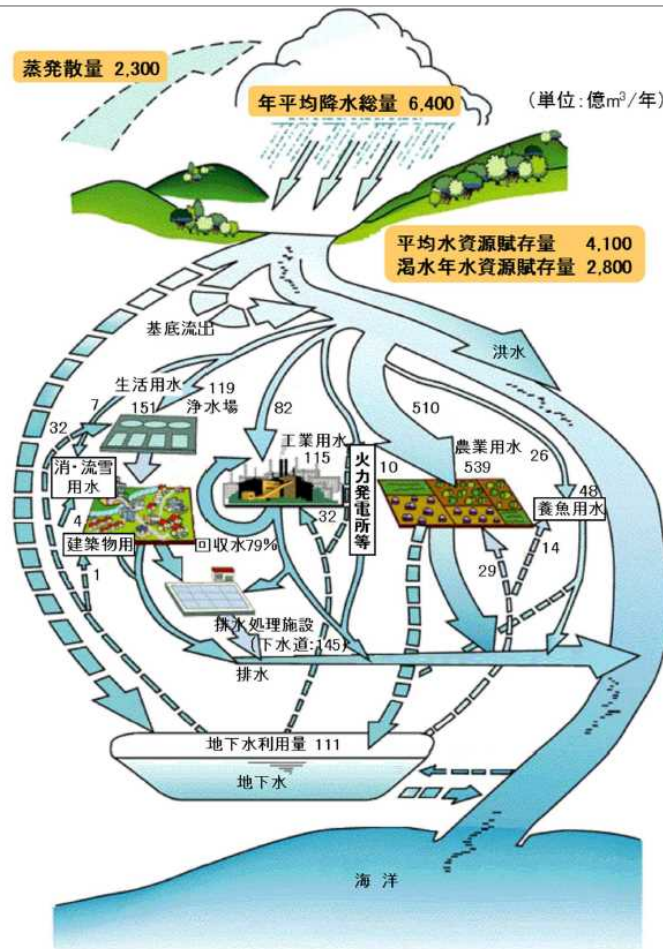 蒸発散量 2,300
年平均降水総量 6,400
(単位:億m³/年)
平均水資源賦存量 4,100
渇水年水資源賦存量 2,800
基底流出
洪水
生活用水
151
119
浄水場
82
510
26
7
32
工業用水
115
農業用水
539
10
火力発電所等
消・流雪
用水
48
養魚用水
4
建築物用
回収水79%
32
14
29
1
排水処理施設
(下水道:145)
排水
地下水利用量 111
地下水
海 洋